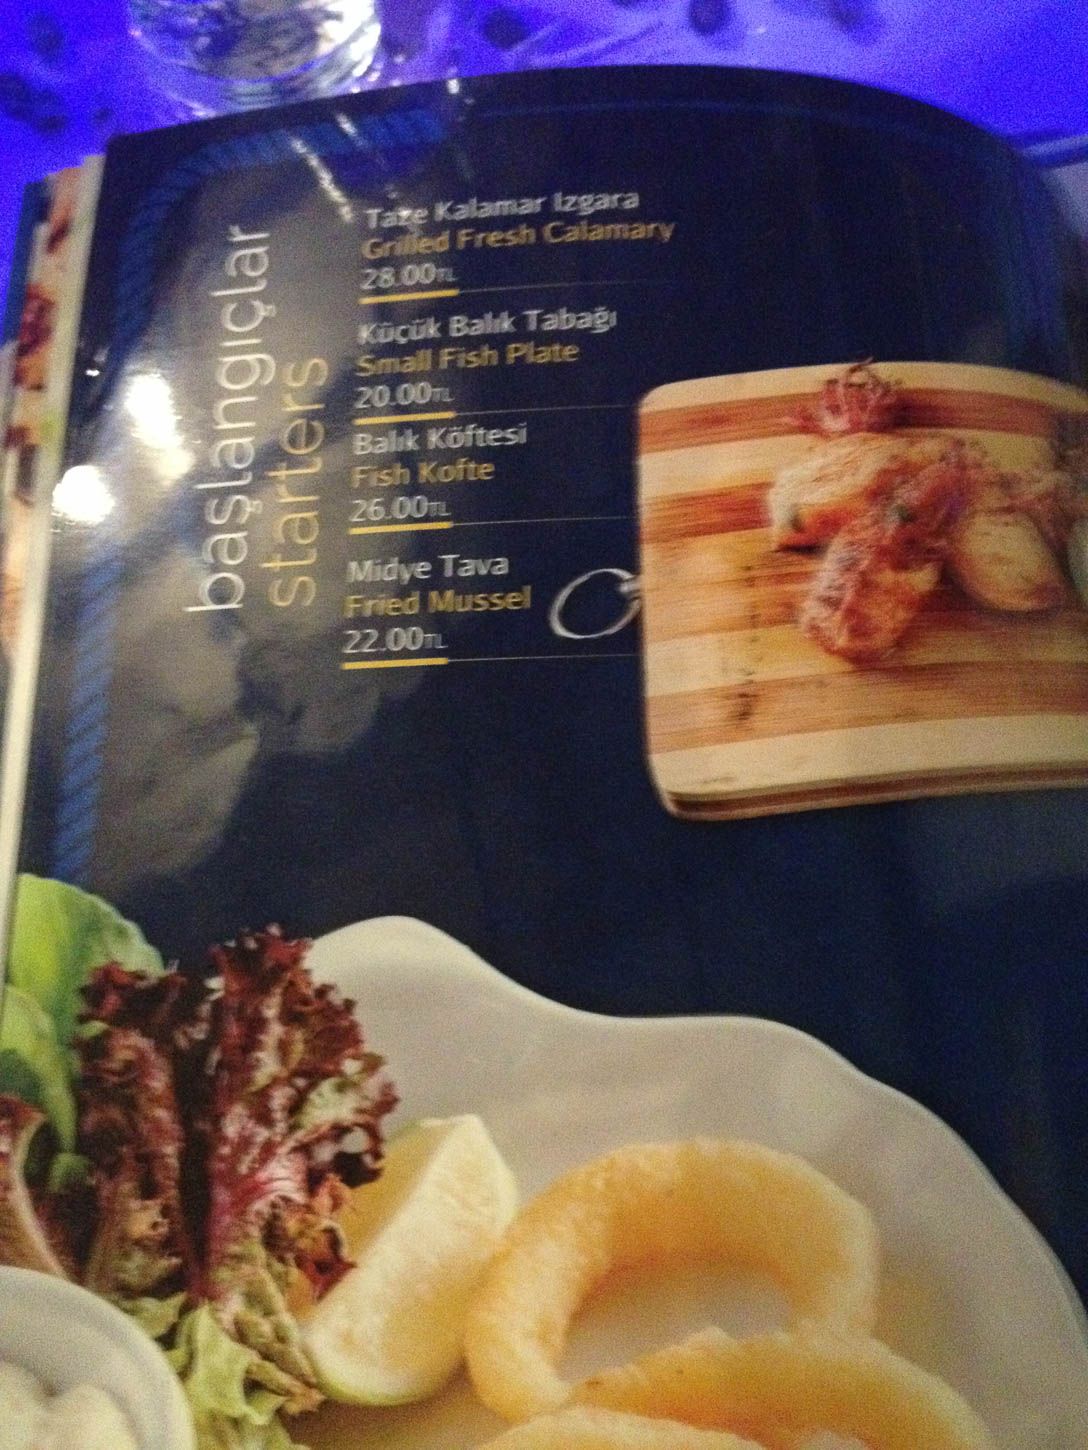 başlangıçlar
starters
Taze Kalamar Izgara
Grilled Fresh Calamary
28.00TL
Küçük Balık Tabağı
Small Fish Plate
20.00TL
Balık Köftesi
Fish Kofte
26.00TL
Midye Tava
Fried Mussel
22.00TL